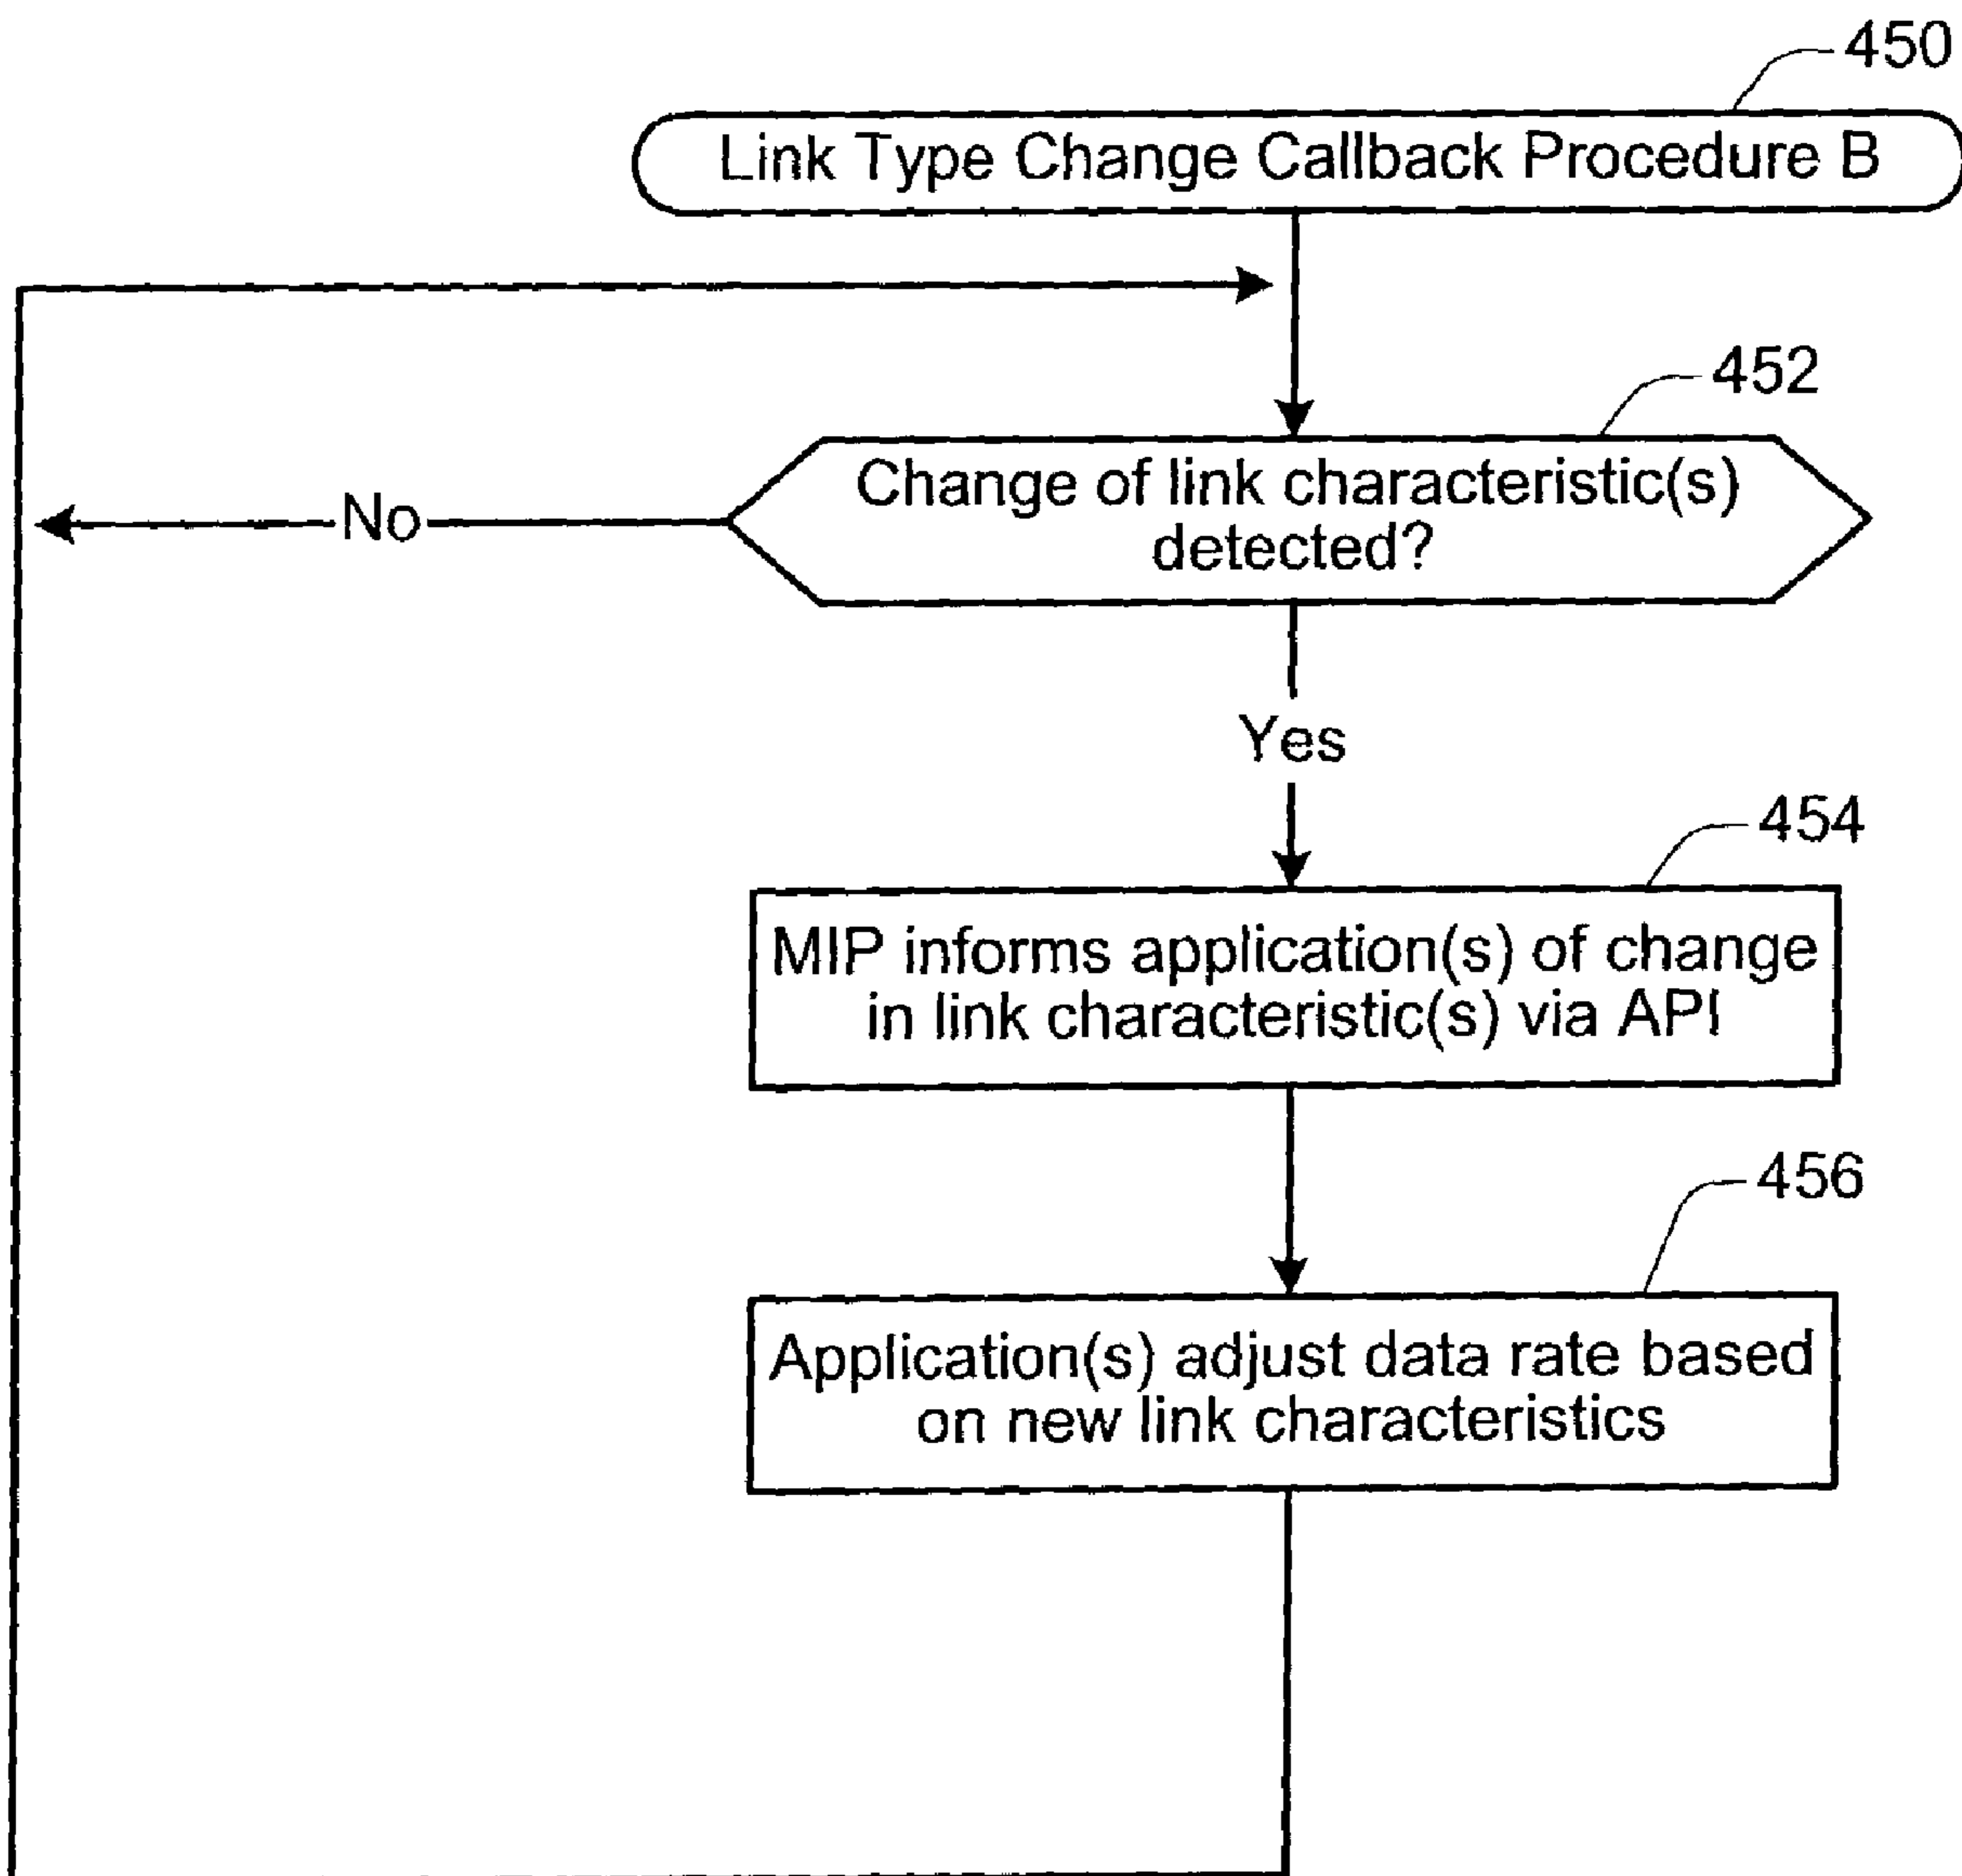 450
Link Type Change Callback Procedure B
452
Change of link characteristic(s)
detected?
No
Yes
454
MIP informs application(s) of change
in link characteristic(s) via API
456
Application(s) adjust data rate based
on new link characteristics